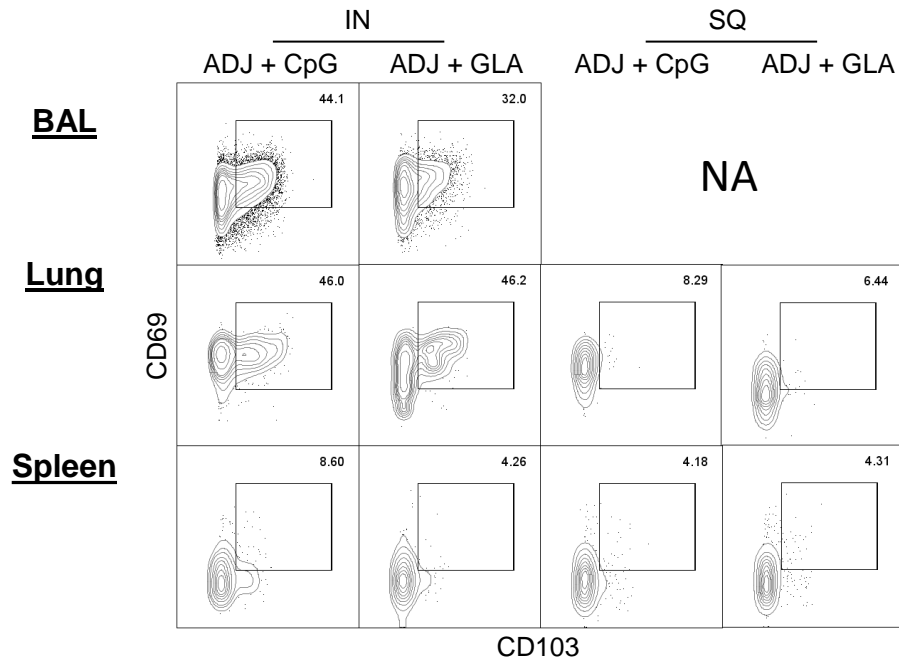 IN SQ
ADJ + CpG ADJ + GLA ADJ + CpG ADJ + GLA
BAL 44.1 32.0
NA
Lung 46.0 46.2 8.29 6.44
CD69
Spleen 8.60 4.26 4.18 4.31
CD103